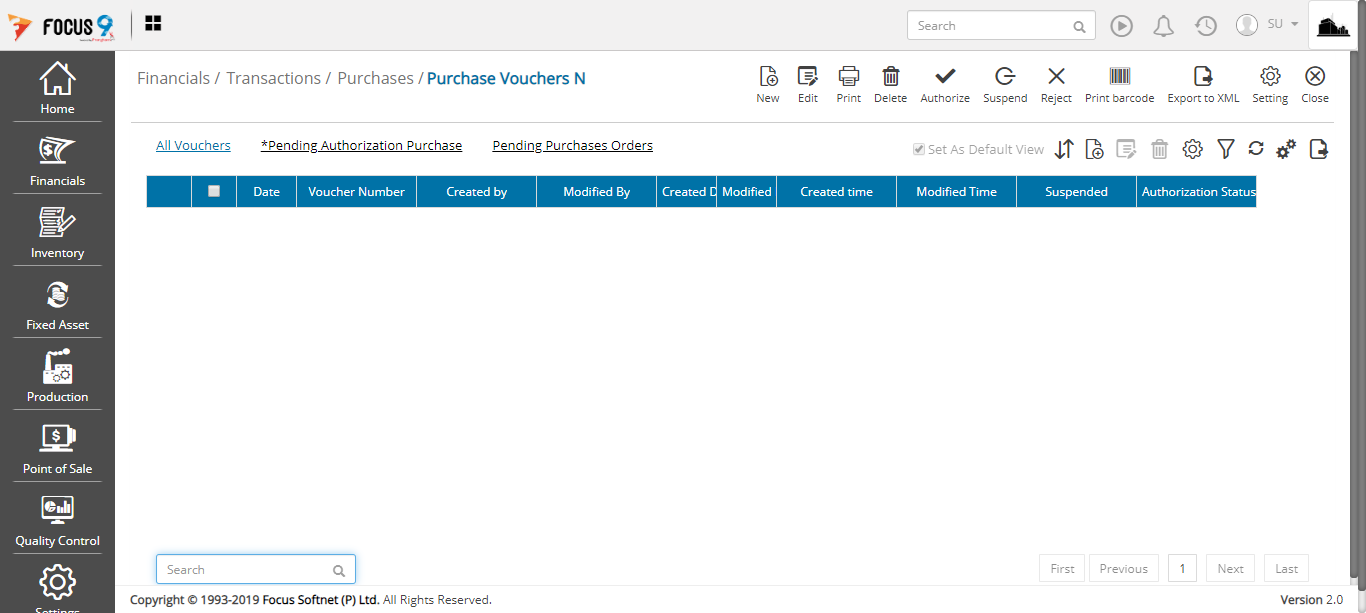 FOCUS 9
Search
SU
Home
Financials
Inventory
Fixed Asset
Production
Point of Sale
Quality Control
Settings
Financials / Transactions / Purchases / Purchase Vouchers N
New Edit Print Delete Authorize Suspend Reject Print barcode Export to XML Setting Close
All Vouchers *Pending Authorization Purchase Pending Purchases Orders
Set As Default View
Date Voucher Number Created by Modified By Created D Modified Created time Modified Time Suspended Authorization Status
Search
First Previous 1 Next Last
Copyright © 1993-2019 Focus Softnet (P) Ltd. All Rights Reserved.
Version 2.0